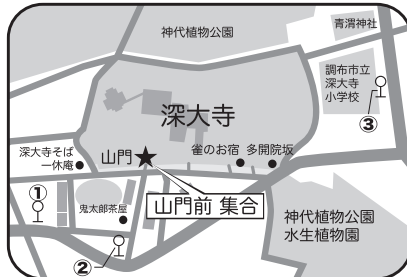 神代植物公園
青渭神社
調布市立
深大寺
小学校
③
深大寺
深大寺そば
一休庵
山門
雀のお宿
多聞院坂
①
鬼太郎茶屋
山門前 集合
②
神代植物公園
水生植物園